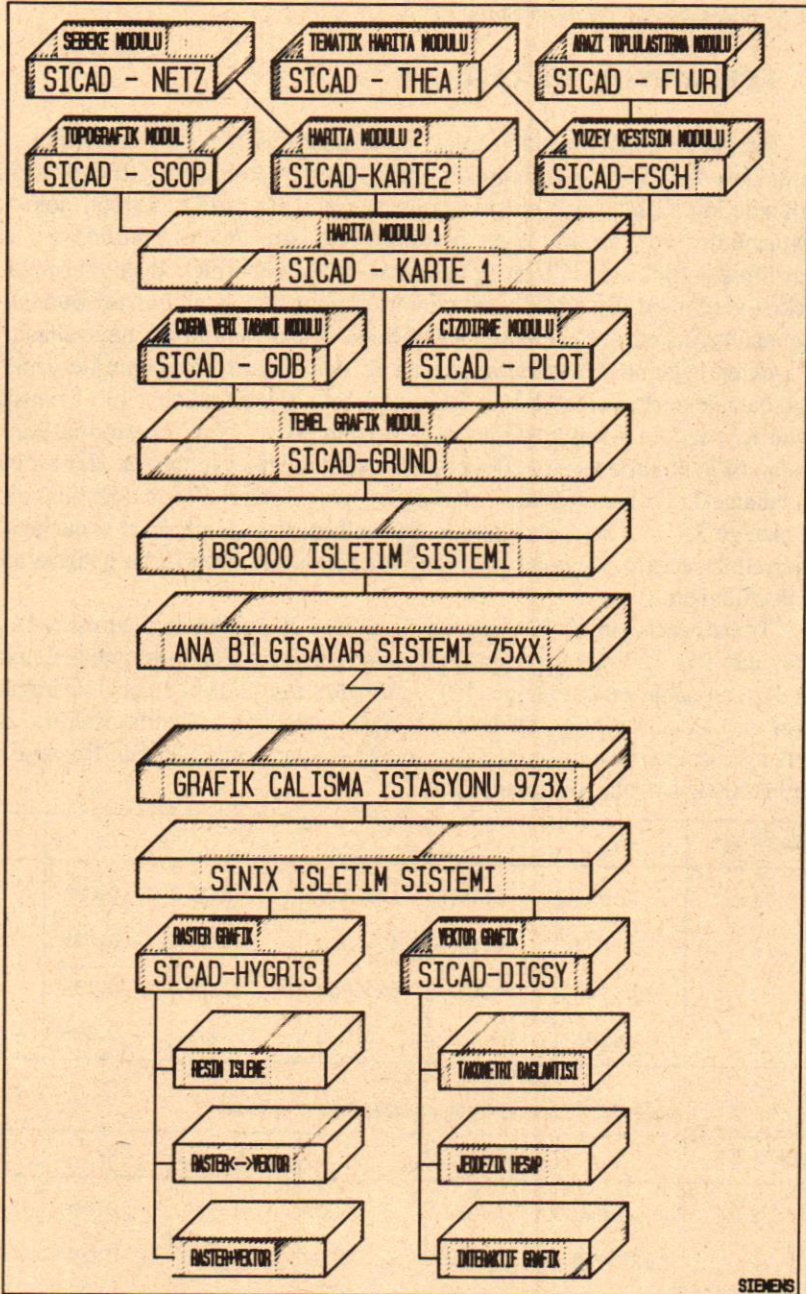 SEBEKE MODULU
SICAD - NETZ
TEMATIK HARITA MODULU
SICAD - THEA
ARAZI TOPLULASTIRMA MODULU
SICAD - FLUR
TOPOGRAFIK MODUL
SICAD - SCOP
HARITA MODULU 2
SICAD-KARTE2
YUZEY KESISIM MODULU
SICAD-FSCH
HARITA MODULU 1
SICAD - KARTE 1
COGRA VERI TABANI MODULU
SICAD - GDB
CIZDIRME MODULU
SICAD - PLOT
TEMEL GRAFIK MODUL
SICAD-GRUND
BS2000 ISLETIM SISTEMI
ANA BILGISAYAR SISTEMI 75XX
GRAFIK CALISMA ISTASYONU 973X
SINIX ISLETIM SISTEMI
RASTER GRAFIK
SICAD-HYGRIS
VEKTOR GRAFIK
SICAD-DIGSY
RESIM ISLEME
TAKIMETRI BAGLANTISI
RASTER<-->VEKTOR
JEODEZIK HESAP
RASTER+VEKTOR
INTERAKTIF GRAFIK
SIEMENS